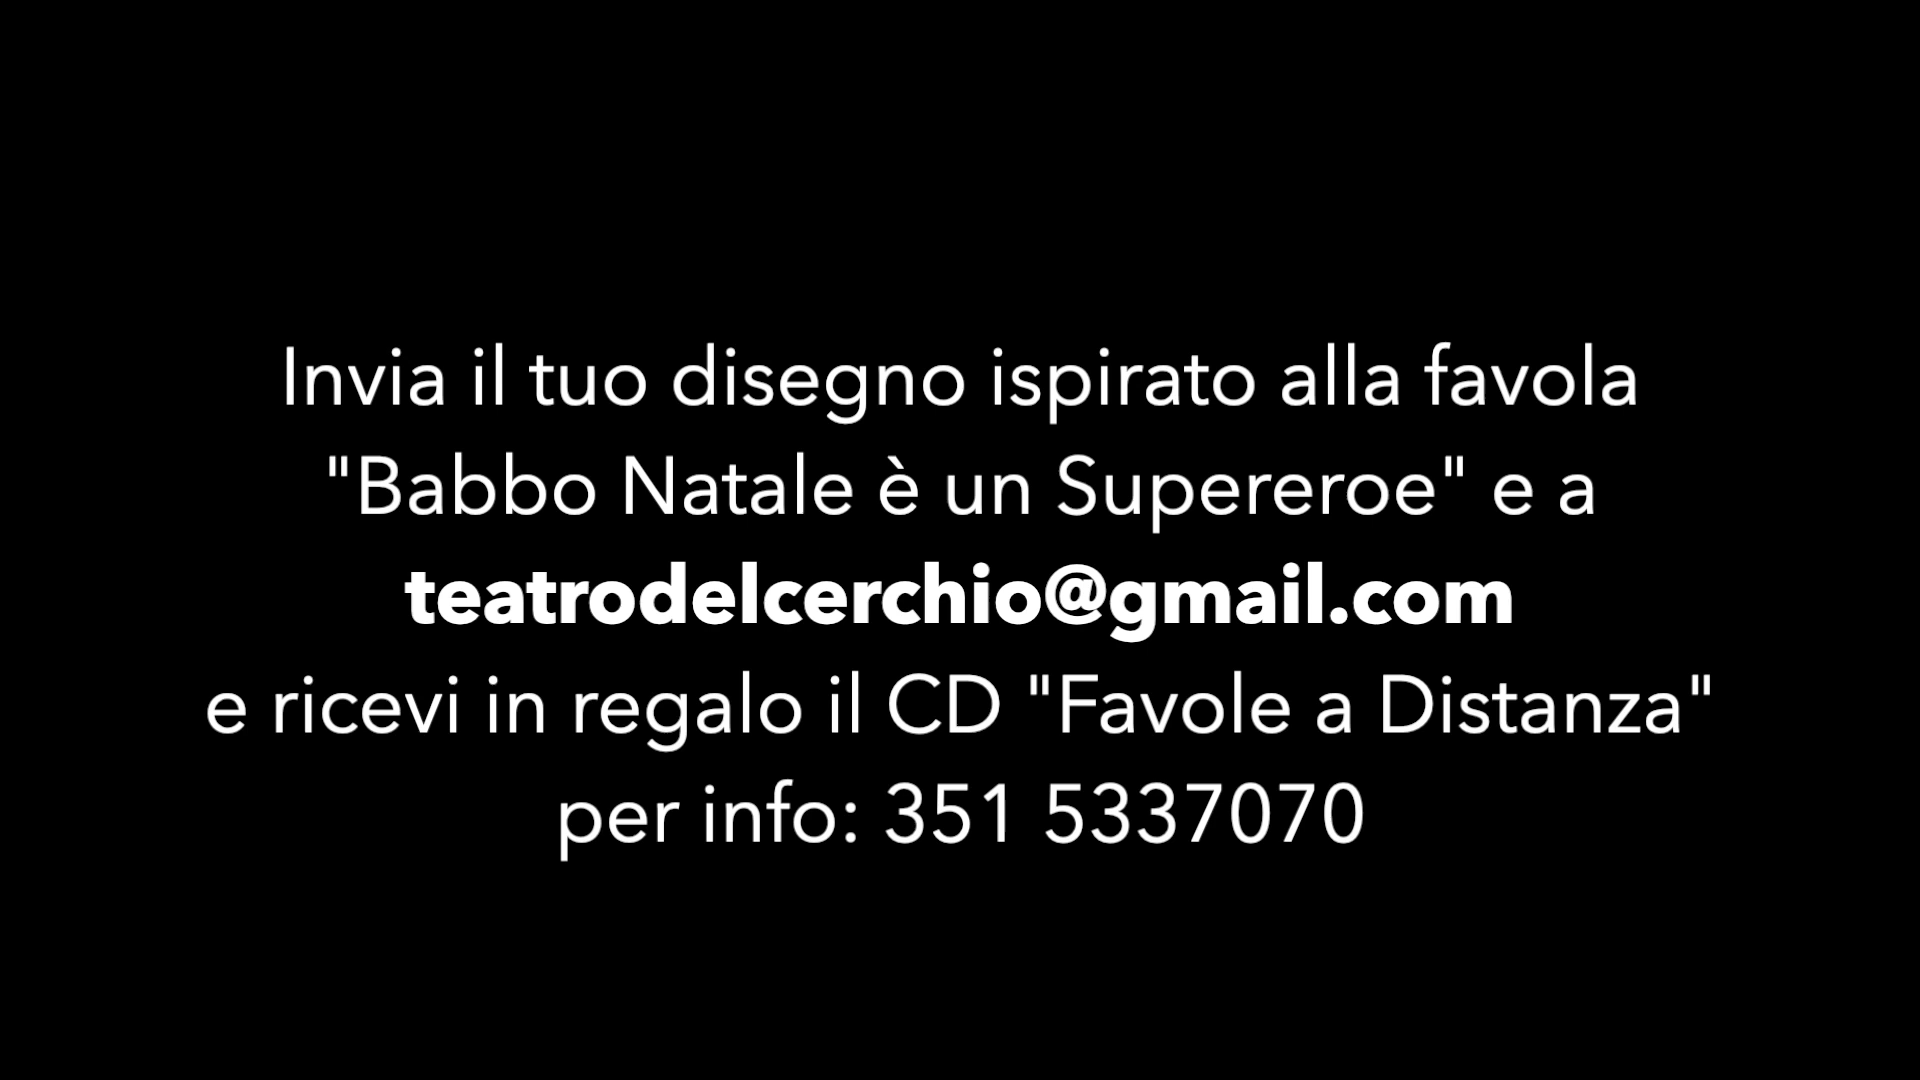 Invia il tuo disegno ispirato alla favola
"Babbo Natale è un Supereroe" e a
teatrodelcerchio@gmail.com
e ricevi in regalo il CD "Favole a Distanza"
per info: 351 5337070